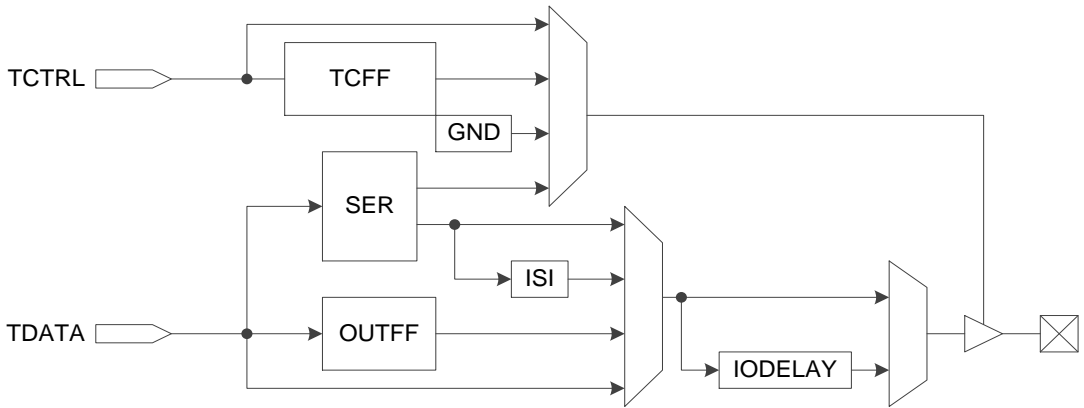 TCTRL
TCFF
GND
SER
ISI
TDATA
OUTFF
IODELAY